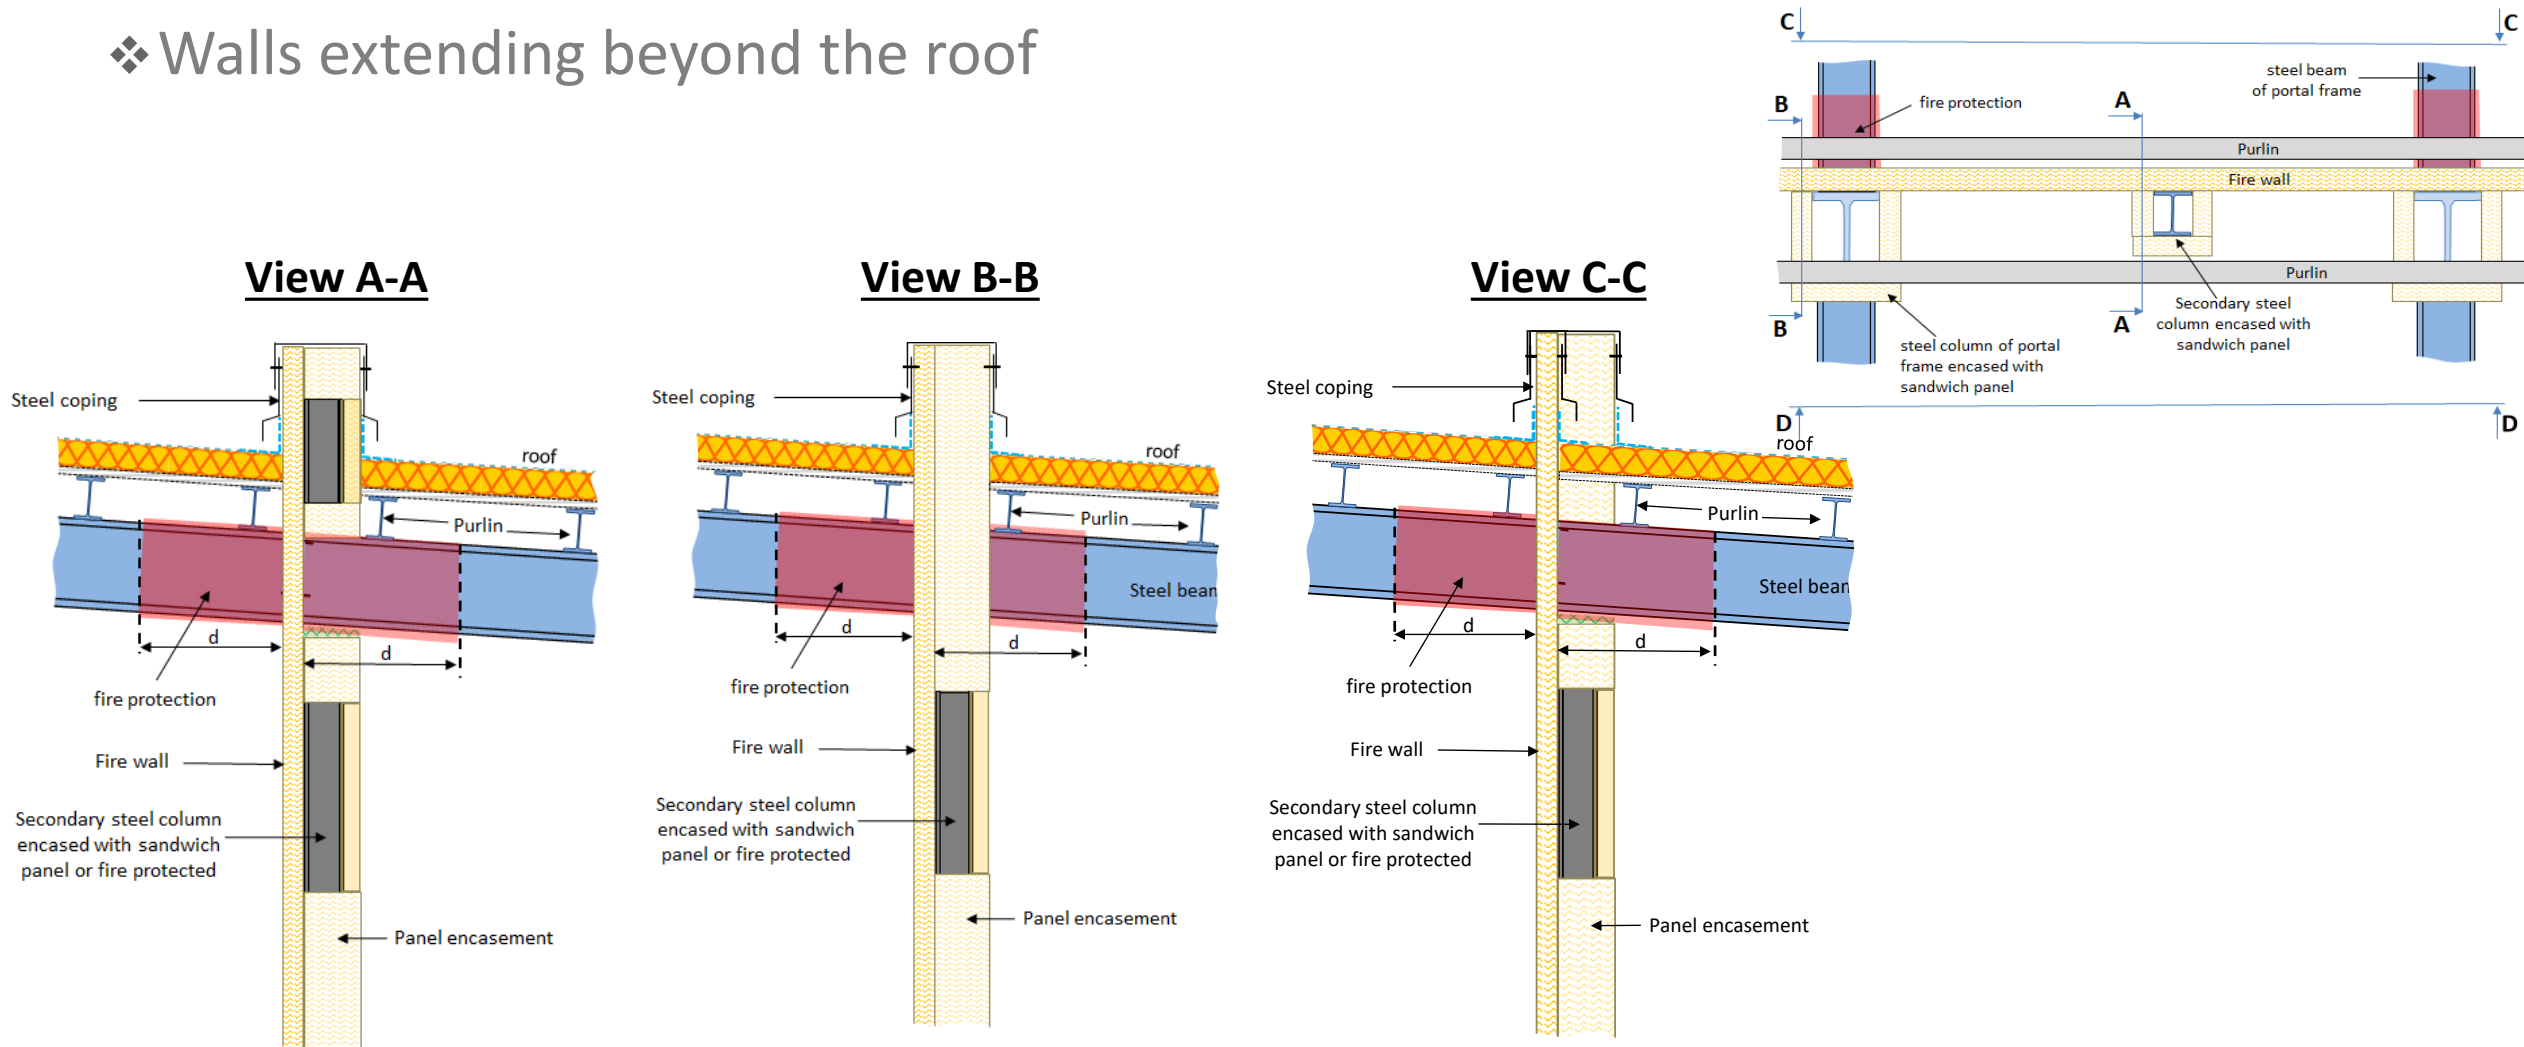 ❖Walls extending beyond the roof
View A-A
Steel coping
roof
Purlin
d
d
fire protection
Fire wall
Secondary steel column
encased with sandwich
panel or fire protected
Panel encasement
View B-B
Steel coping
roof
Purlin
Steel bean
d
d
fire protection
Fire wall
Secondary steel column
encased with sandwich
panel or fire protected
Panel encasement
View C-C
Steel coping
roof
Purlin
Steel bean
d
d
fire protection
Fire wall
Secondary steel column
encased with sandwich
panel or fire protected
Panel encasement
C
C
steel beam
of portal frame
B
fire protection
A
Purlin
Fire wall
Purlin
B
A
Secondary steel
column encased with
sandwich panel
steel column of portal
frame encased with
sandwich panel
D
D